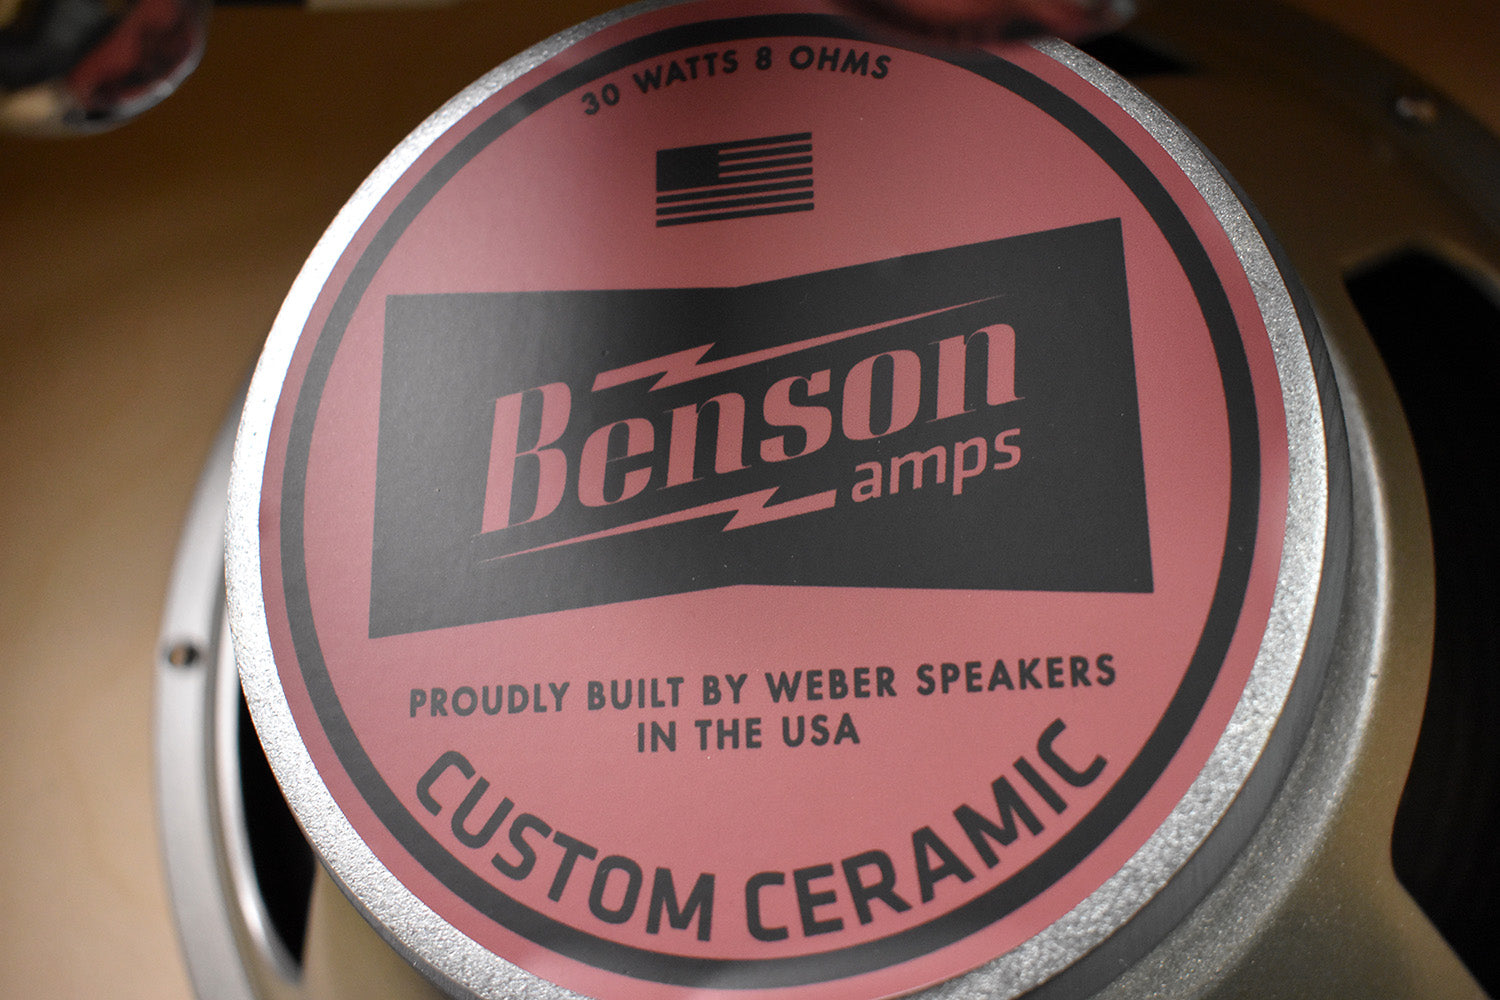 30 WATTS 8 OHMS
Benson
amps
PROUDLY BUILT BY WEBER SPEAKERS
IN THE USA
CUSTOM CERAMIC